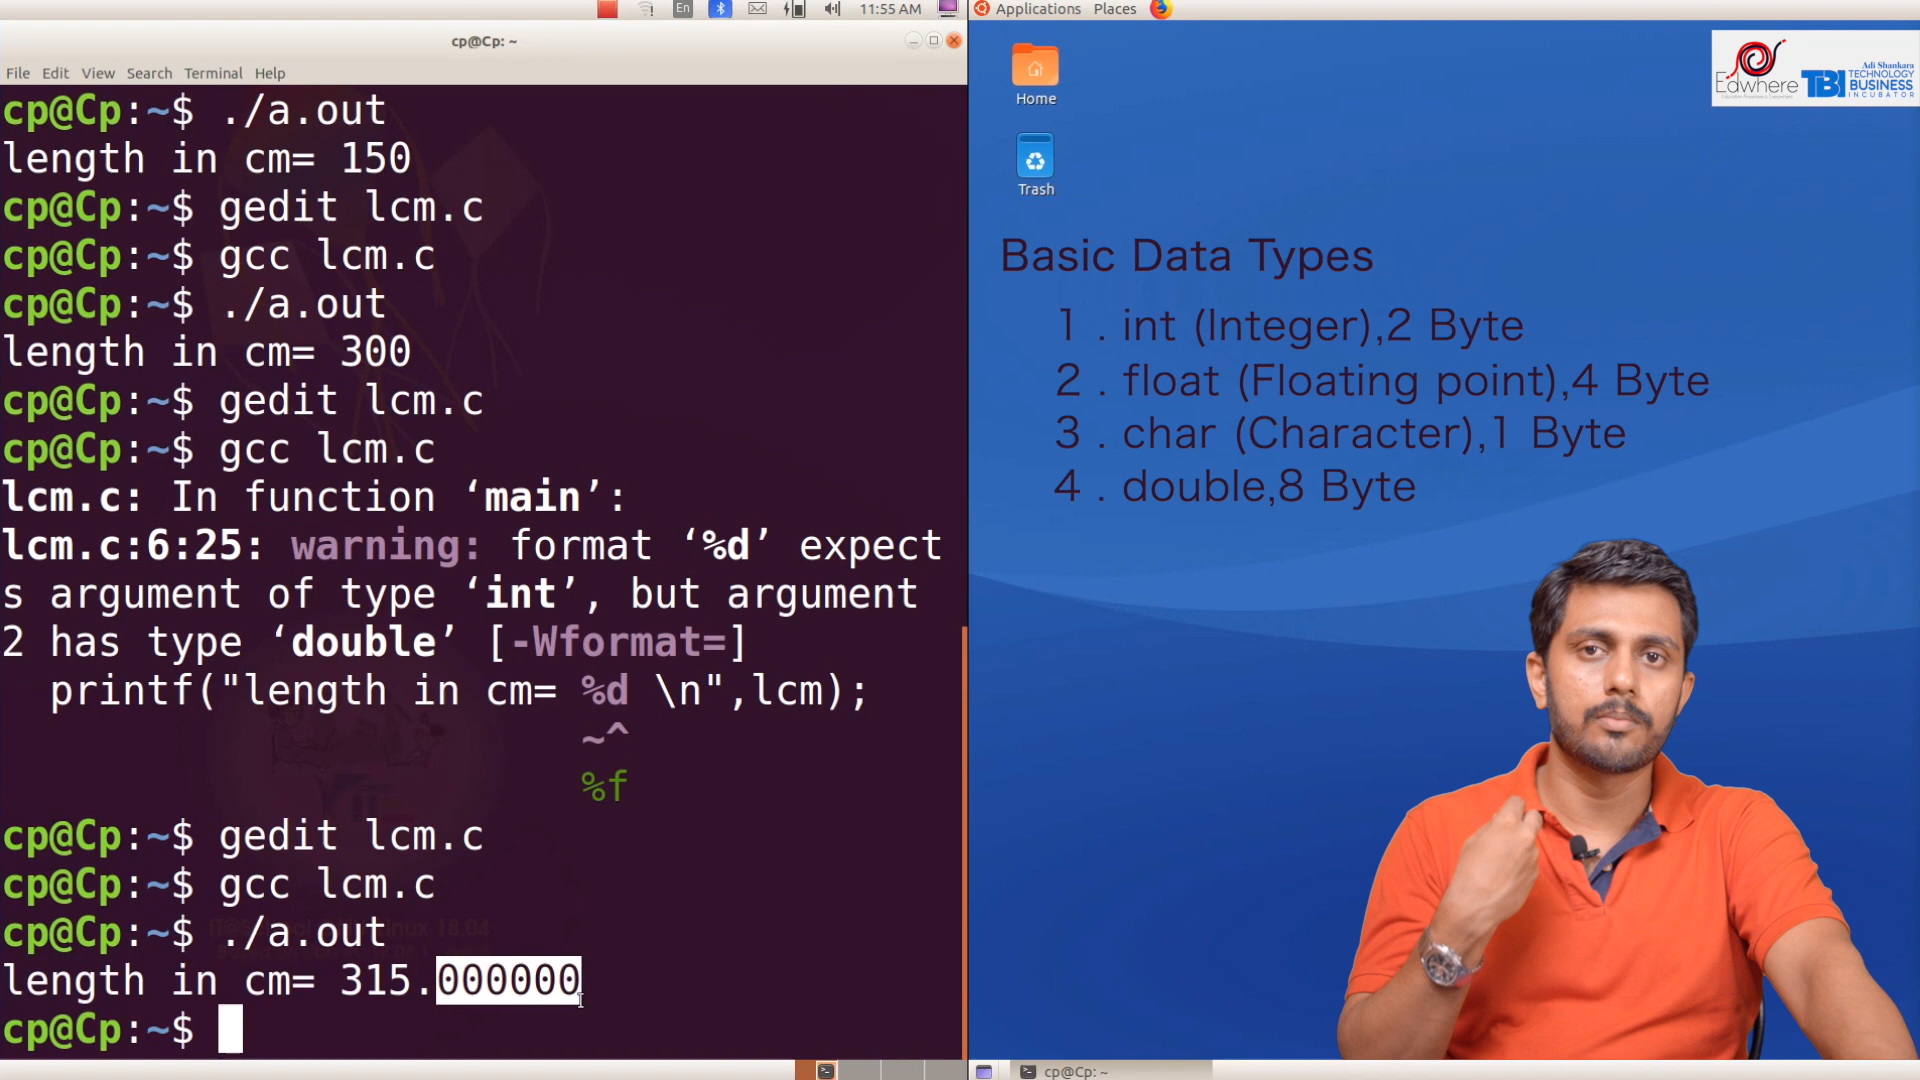 En
11:55 AM
cp@Cp: ~
File Edit View Search Terminal Help
cp@Cp:~$ ./a.out
length in cm= 150
cp@Cp:~$ gedit lcm.c
cp@Cp:~$ gcc lcm.c
cp@Cp:~$ ./a.out
length in cm= 300
cp@Cp:~$ gedit lcm.c
cp@Cp:~$ gcc lcm.c
lcm.c: In function ‘main’:
lcm.c:6:25: warning: format ‘%d’ expect
s argument of type ‘int’, but argument
2 has type ‘double’ [-Wformat=]
printf("length in cm= %d \n",lcm);
~^
%f
cp@Cp:~$ gedit lcm.c
cp@Cp:~$ gcc lcm.c
cp@Cp:~$ ./a.out
length in cm= 315.000000
cp@Cp:~$
Applications Places
Home
Trash
Edwhere
TBI
Adi Shankara
TECHNOLOGY
BUSINESS
INCUBATOR
Basic Data Types
1 . int (Integer),2 Byte
2 . float (Floating point),4 Byte
3 . char (Character),1 Byte
4 . double,8 Byte
cp@Cp: ~